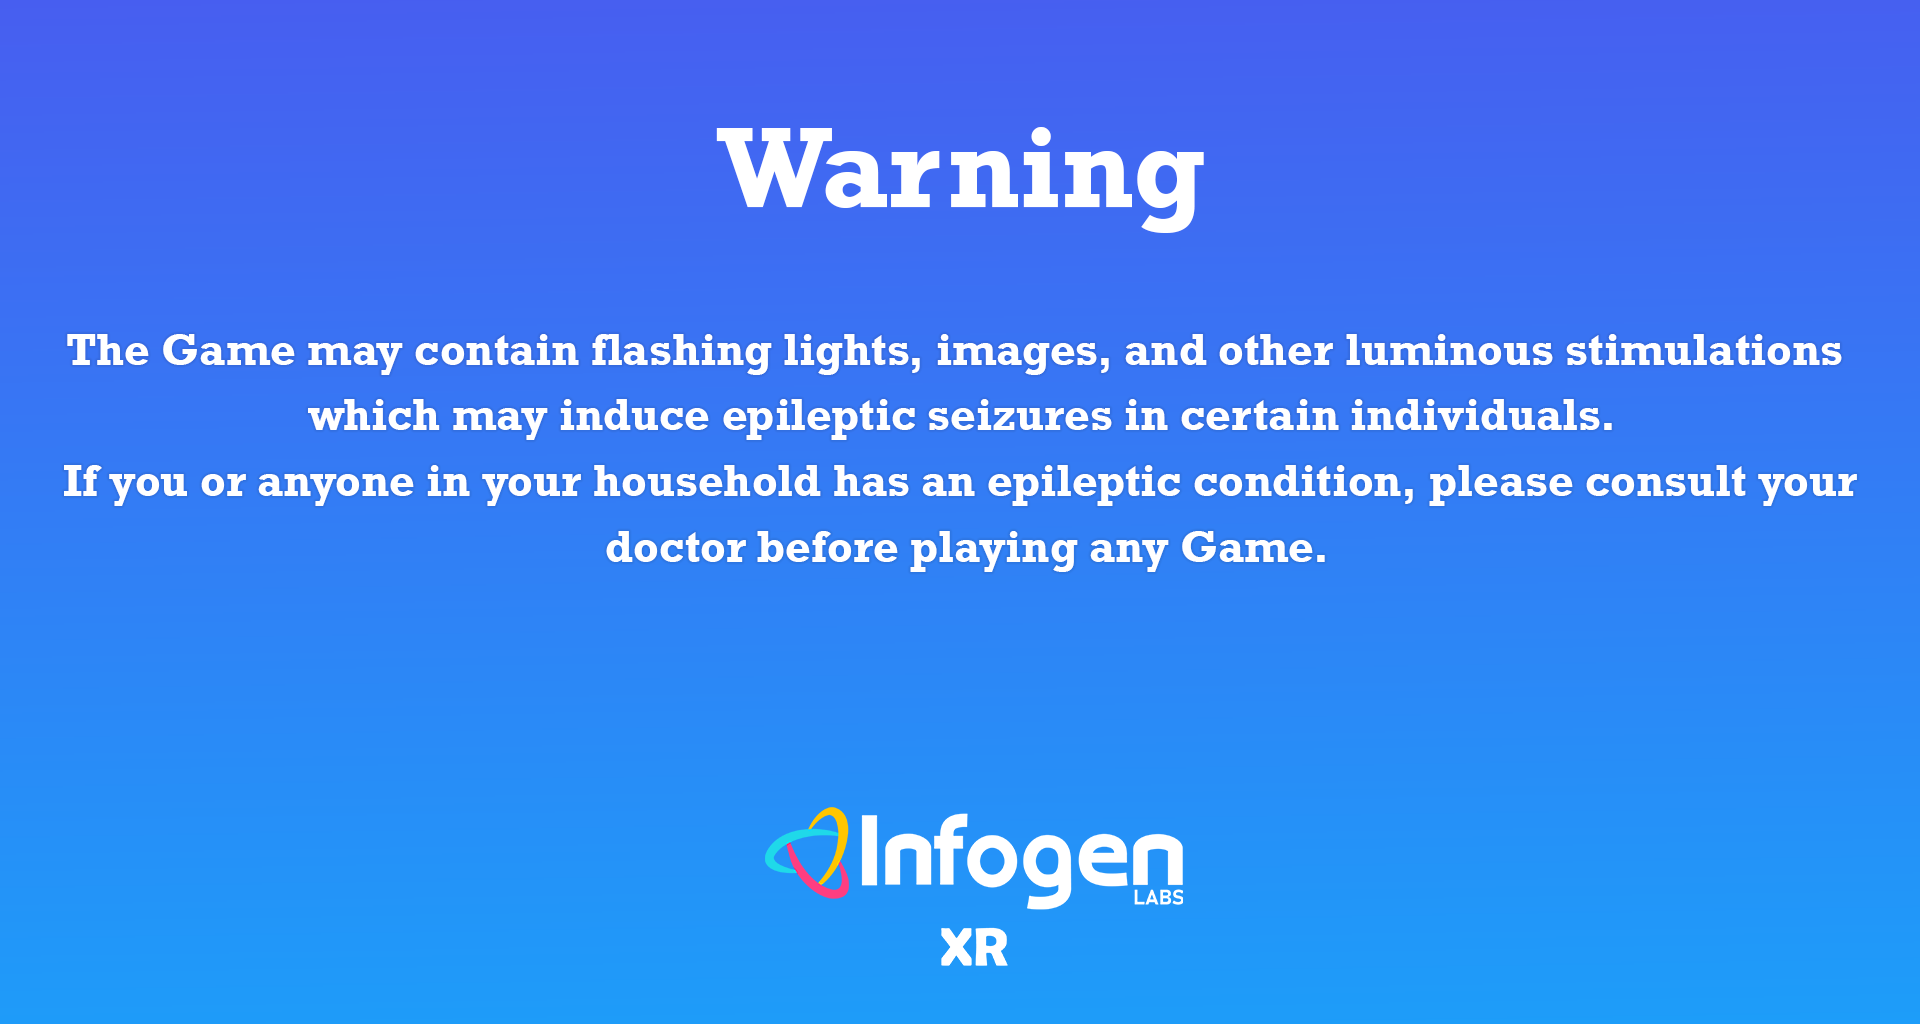 Warning
The Game may contain flashing lights, images, and other luminous stimulations
which may induce epileptic seizures in certain individuals.
If you or anyone in your household has an epileptic condition, please consult your
doctor before playing any Game.
Infogen
LABS
XR